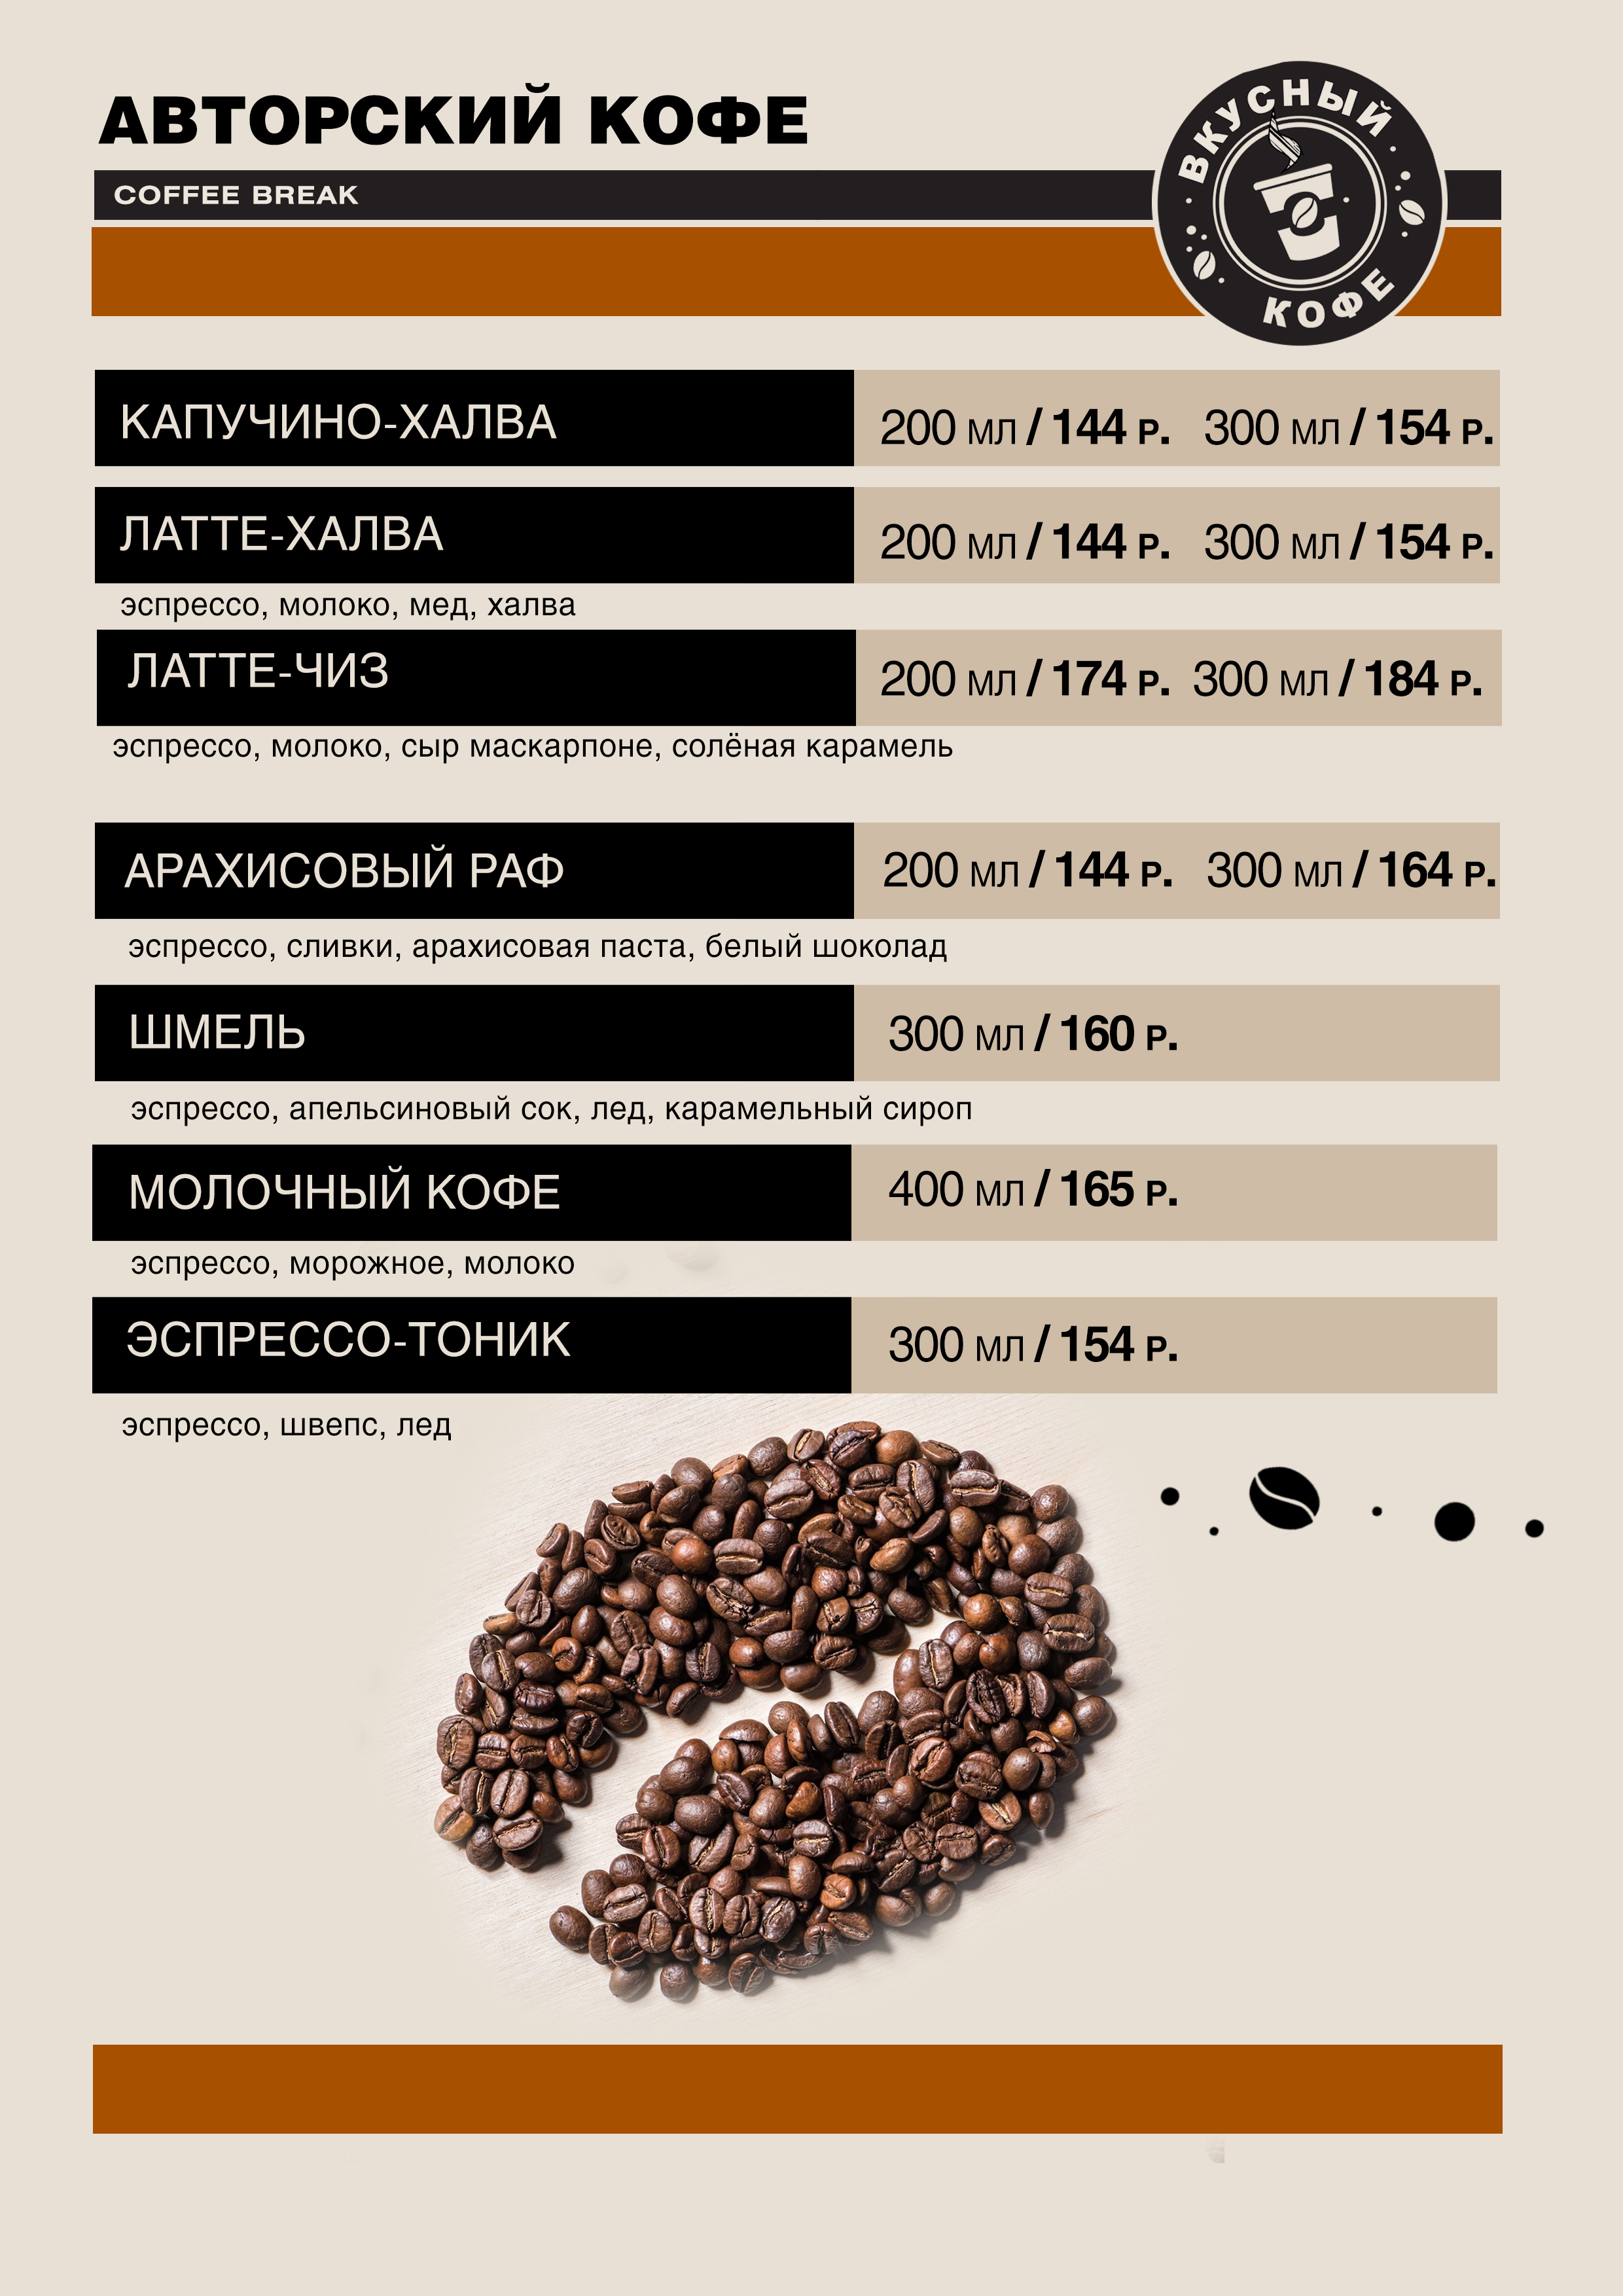 АВТОРСКИЙ КОФЕ
COFFEE BREAK
ВКУСНЫЙ
КОФЕ
КАПУЧИНО-ХАЛВА 200 МЛ / 144 Р. 300 МЛ / 154 Р.
ЛАТТЕ-ХАЛВА 200 МЛ / 144 Р. 300 МЛ / 154 Р.
эспрессо, молоко, мед, халва
ЛАТТЕ-ЧИЗ 200 МЛ / 174 Р. 300 МЛ / 184 Р.
эспрессо, молоко, сыр маскарпоне, солёная карамель
АРАХИСОВЫЙ РАФ 200 МЛ / 144 Р. 300 МЛ / 164 Р.
эспрессо, сливки, арахисовая паста, белый шоколад
ШМЕЛЬ 300 МЛ / 160 Р.
эспрессо, апельсиновый сок, лед, карамельный сироп
МОЛОЧНЫЙ КОФЕ 400 МЛ / 165 Р.
эспрессо, морожное, молоко
ЭСПРЕССО-ТОНИК 300 МЛ / 154 Р.
эспрессо, швепс, лед